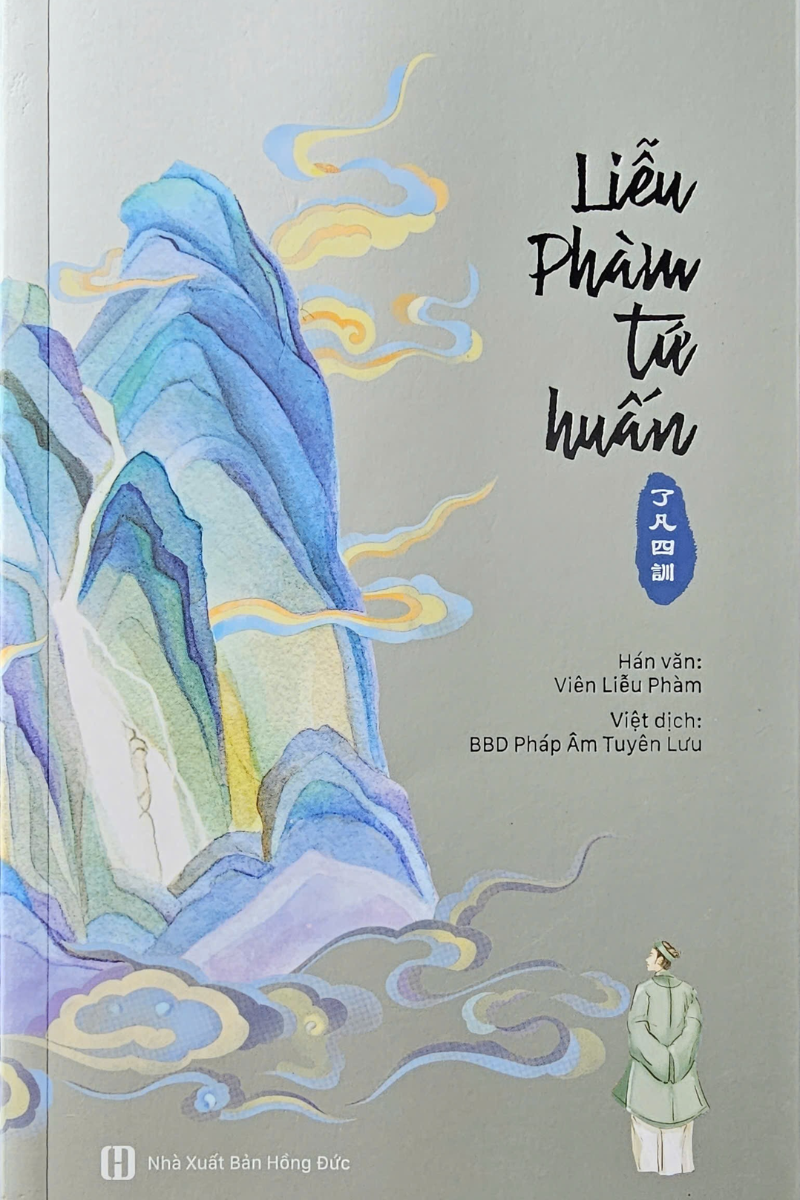 Liễu
Phàm
tứ
huấn
了凡四訓
Hán văn:
Viên Liễu Phàm
Việt dịch:
BBD Pháp Âm Tuyên Lưu
Nhà Xuất Bản Hồng Đức